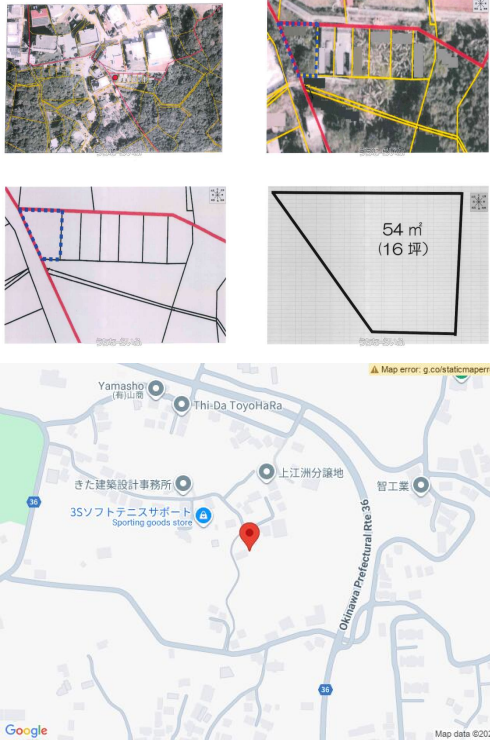 54 ㎡
(16 坪)
Map error: g.co/staticmaperr
Yamasho
(有)山商
Thi-Da ToyoHaRa
きた建築設計事務所
上江洲分譲地
智工業
36
3Sソフトテニスサポート
Sporting goods store
Okinawa Prefectural Rte 36
36
Google
Map data ©202